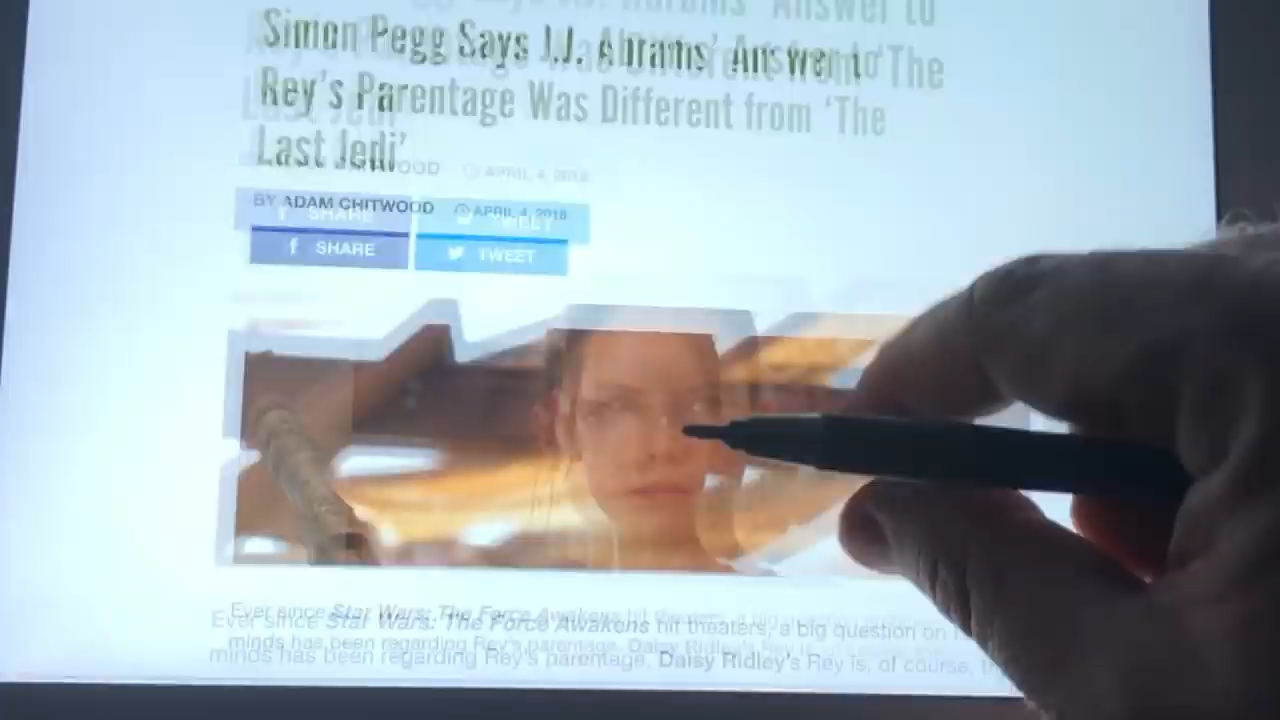 Simon Pegg Says J.J. Abrams' Answer to
Rey's Parentage Was Different from 'The
Last Jedi'
BY ADAM CHITWOOD APRIL 4, 2018
SHARE TWEET
Ever since Star Wars: The Force Awakens hit theaters, a big question on
minds has been regarding Rey's parentage. Daisy Ridley's Rey is, of course,